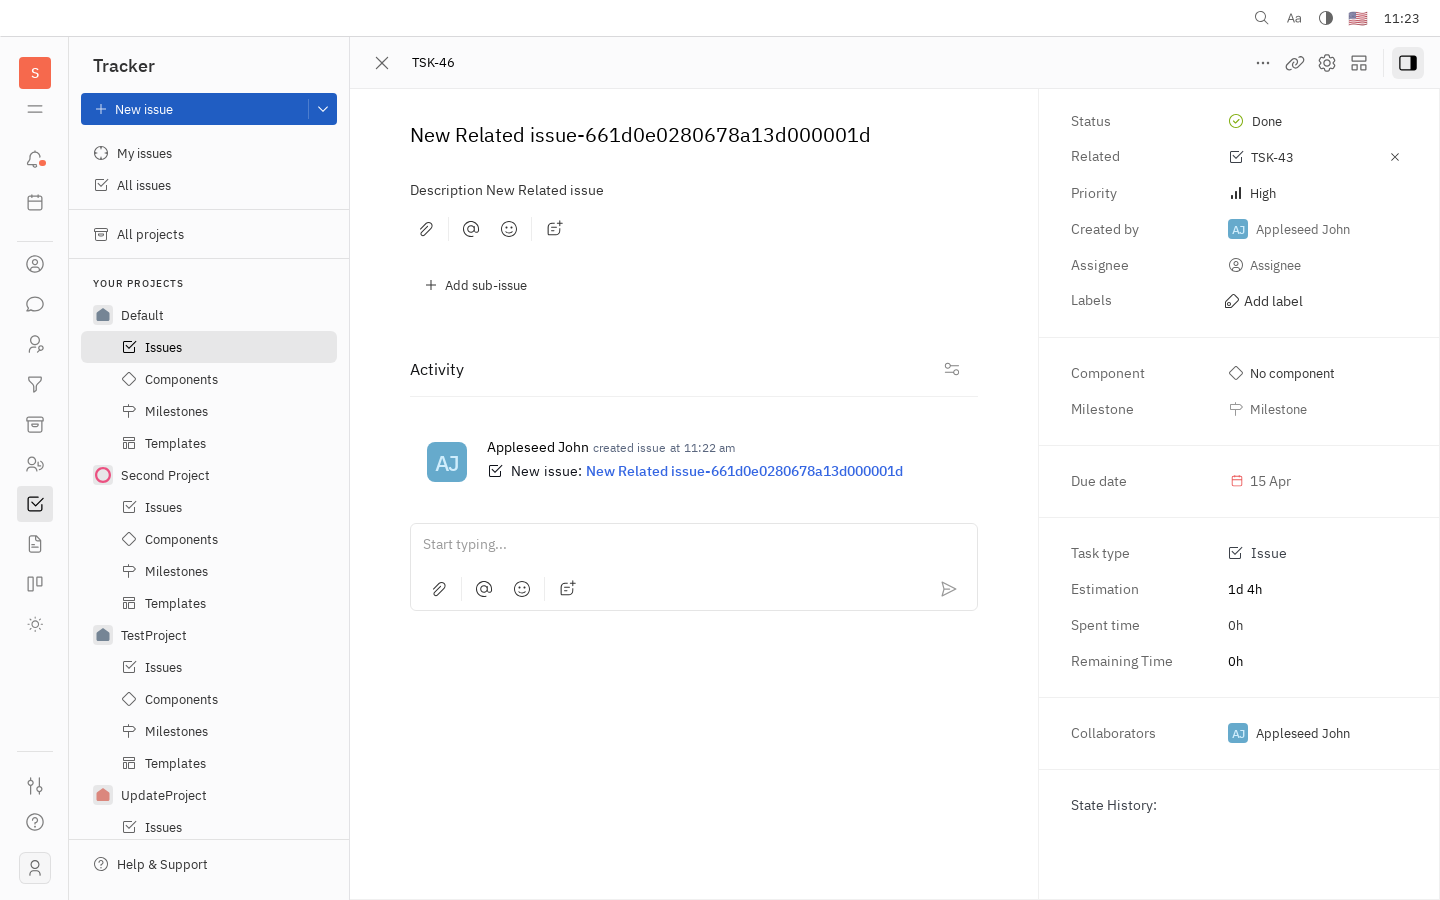 Aa
11:23
S
Tracker
New issue
My issues
All issues
All projects
YOUR PROJECTS
Default
Issues
Components
Milestones
Templates
Second Project
Issues
Components
Milestones
Templates
TestProject
Issues
Components
Milestones
Templates
UpdateProject
Issues
Help & Support
TSK-46
New Related issue-661d0e0280678a13d000001d
Description New Related issue
Add sub-issue
Activity
AJ
Appleseed John created issue at 11:22 am
New issue: New Related issue-661d0e0280678a13d000001d
Start typing...
Status Done
Related TSK-43
Priority High
Created by AJ Appleseed John
Assignee Assignee
Labels Add label
Component No component
Milestone Milestone
Due date 15 Apr
Task type Issue
Estimation 1d 4h
Spent time 0h
Remaining Time 0h
Collaborators AJ Appleseed John
State History: